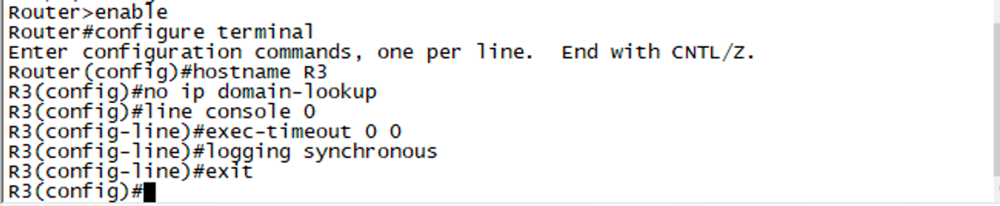 Router>enable
Router#configure terminal
Enter configuration commands, one per line.  End with CNTL/Z.
Router(config)#hostname R3
R3(config)#no ip domain-lookup
R3(config)#line console 0
R3(config-line)#exec-timeout 0 0
R3(config-line)#logging synchronous
R3(config-line)#exit
R3(config)#